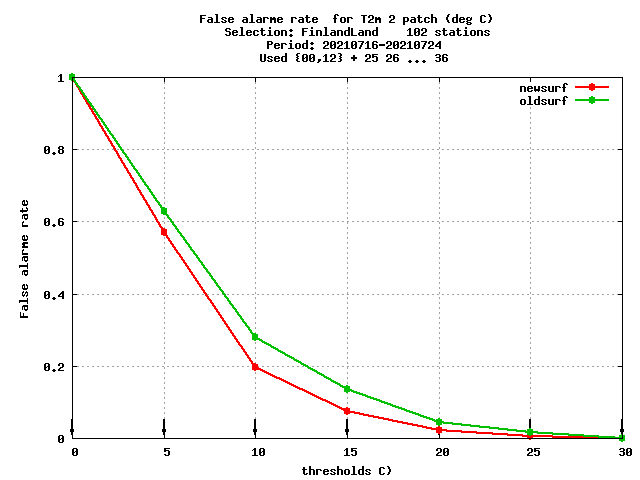 False alarme rate  for T2m 2 patch (deg C)
Selection: FinlandLand    102 stations
Period: 20210716-20210724
Used {00,12} + 25 26 ... 36
newsurf
oldsurf
1
0.8
0.6
0.4
0.2
0
False alarme rate
0 5 10 15 20 25 30
thresholds C)